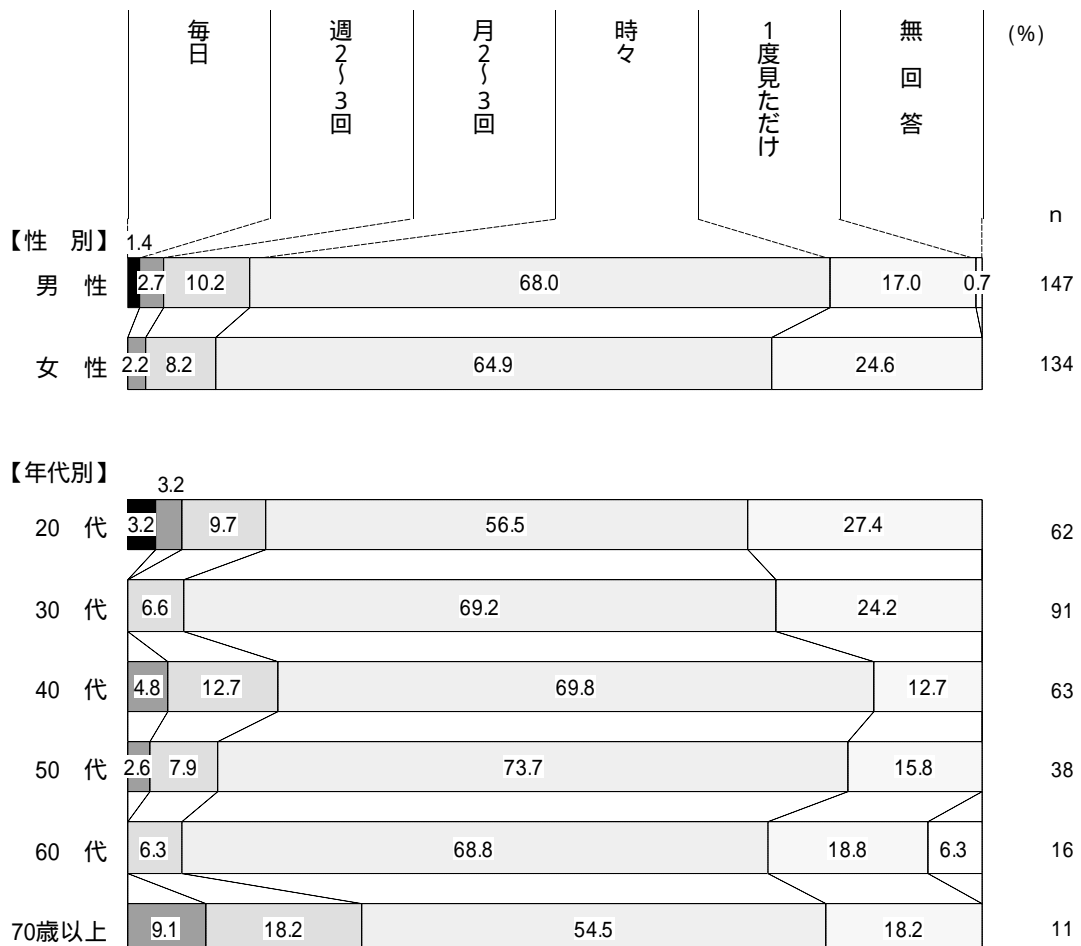 毎日
週2～3回
月2～3回
時々
1度見ただけ
無回答
(%)
n
【性　別】 1.4
男　性 2.7 10.2 68.0 17.0 0.7 147
女　性 2.2 8.2 64.9 24.6 134
【年代別】
3.2
20　代 3.2 9.7 56.5 27.4 62
30　代 6.6 69.2 24.2 91
40　代 4.8 12.7 69.8 12.7 63
50　代 2.6 7.9 73.7 15.8 38
60　代 6.3 68.8 18.8 6.3 16
70歳以上 9.1 18.2 54.5 18.2 11